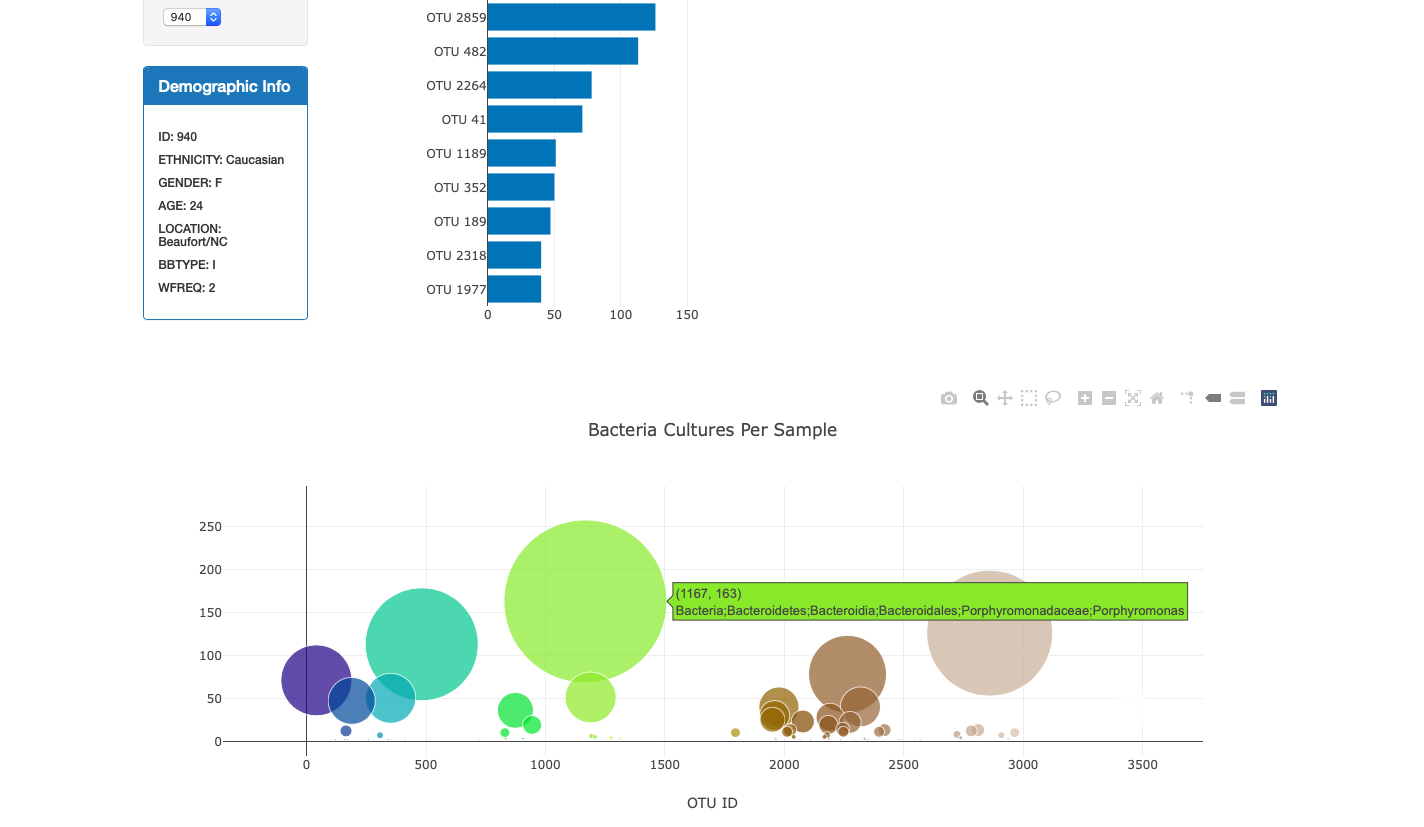 940
Demographic Info
ID: 940
ETHNICITY: Caucasian
GENDER: F
AGE: 24
LOCATION:
Beaufort/NC
BBTYPE: I
WFREQ: 2
OTU 2859
OTU 482
OTU 2264
OTU 41
OTU 1189
OTU 352
OTU 189
OTU 2318
OTU 1977
0 50 100 150
Bacteria Cultures Per Sample
250
200
150
100
50
0
(1167, 163)
Bacteria;Bacteroidetes;Bacteroidia;Bacteroidales;Porphyromonadaceae;Porphyromonas
0 500 1000 1500 2000 2500 3000 3500
OTU ID